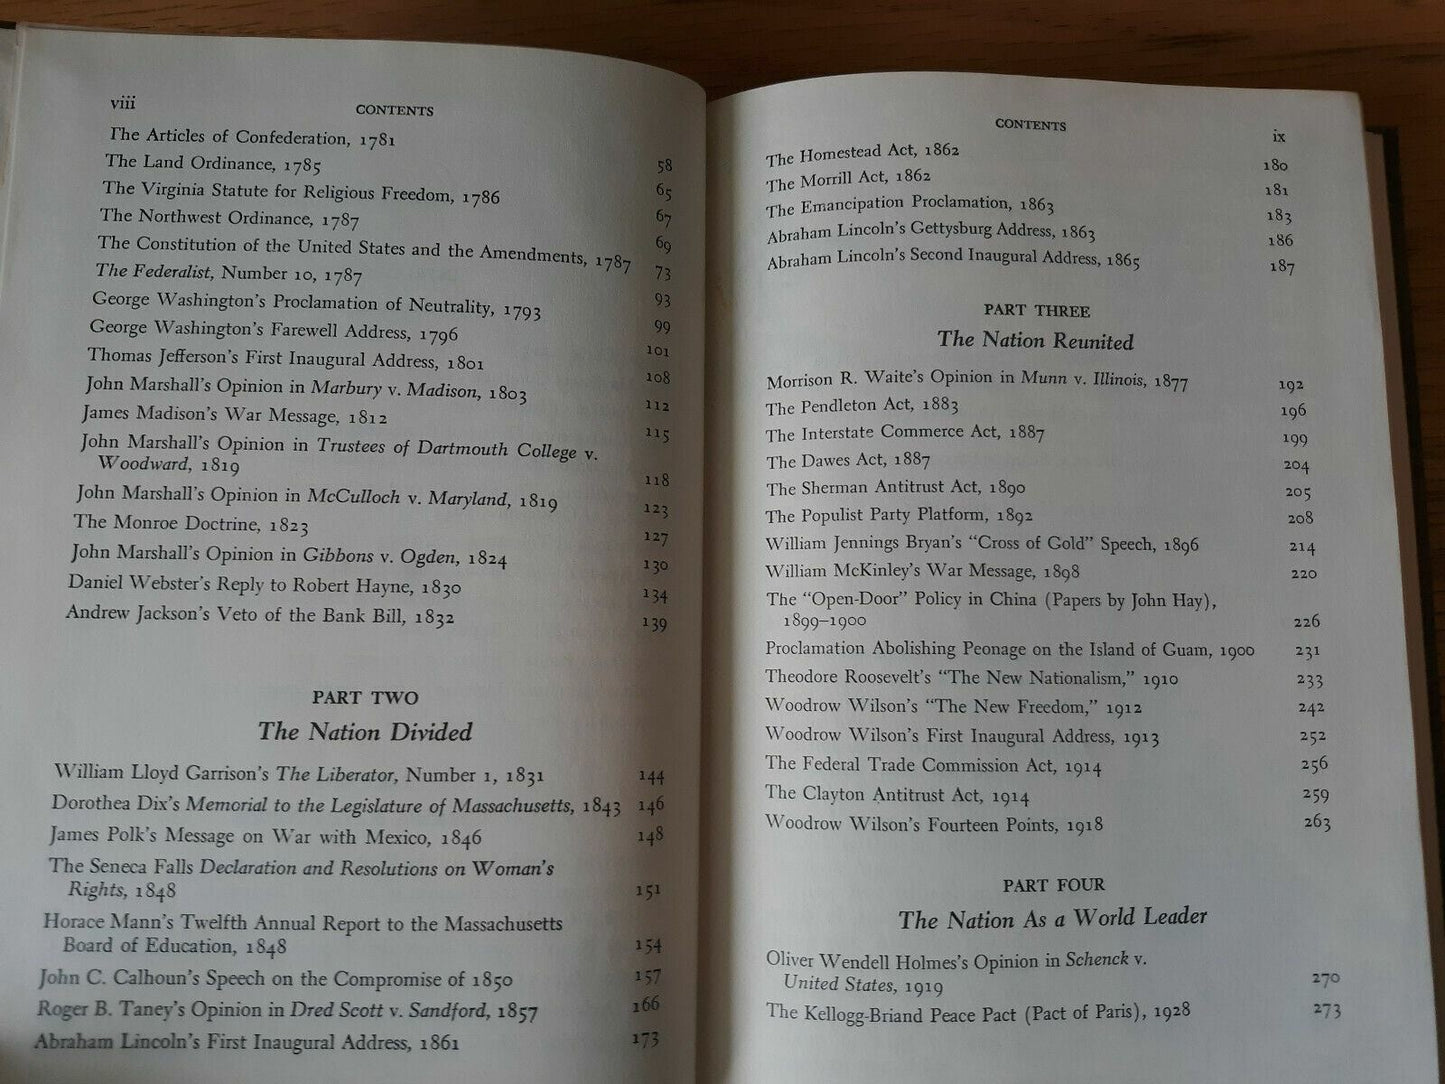 viii
CONTENTS
The Articles of Confederation, 1781 58
The Land Ordinance, 1785 65
The Virginia Statute for Religious Freedom, 1786 67
The Northwest Ordinance, 1787 69
The Constitution of the United States and the Amendments, 1787 73
The Federalist, Number 10, 1787 93
George Washington's Proclamation of Neutrality, 1793 99
George Washington's Farewell Address, 1796 101
Thomas Jefferson's First Inaugural Address, 1801 108
John Marshall's Opinion in Marbury v. Madison, 1803 112
James Madison's War Message, 1812 115
John Marshall's Opinion in Trustees of Dartmouth College v.
Woodward, 1819 118
John Marshall's Opinion in McCulloch v. Maryland, 1819 123
The Monroe Doctrine, 1823 127
John Marshall's Opinion in Gibbons v. Ogden, 1824 130
Daniel Webster's Reply to Robert Hayne, 1830 134
Andrew Jackson's Veto of the Bank Bill, 1832 139
PART TWO
The Nation Divided
William Lloyd Garrison's The Liberator, Number 1, 1831 144
Dorothea Dix's Memorial to the Legislature of Massachusetts, 1843 146
James Polk's Message on War with Mexico, 1846 148
The Seneca Falls Declaration and Resolutions on Woman's
Rights, 1848 151
Horace Mann's Twelfth Annual Report to the Massachusetts
Board of Education, 1848 154
John C. Calhoun's Speech on the Compromise of 1850 157
Roger B. Taney's Opinion in Dred Scott v. Sandford, 1857 166
Abraham Lincoln's First Inaugural Address, 1861 173
CONTENTS
ix
The Homestead Act, 1862 180
The Morrill Act, 1862 181
The Emancipation Proclamation, 1863 183
Abraham Lincoln's Gettysburg Address, 1863 186
Abraham Lincoln's Second Inaugural Address, 1865 187
PART THREE
The Nation Reunited
Morrison R. Waite's Opinion in Munn v. Illinois, 1877 192
The Pendleton Act, 1883 196
The Interstate Commerce Act, 1887 199
The Dawes Act, 1887 204
The Sherman Antitrust Act, 1890 205
The Populist Party Platform, 1892 208
William Jennings Bryan's "Cross of Gold" Speech, 1896 214
William McKinley's War Message, 1898 220
The "Open-Door" Policy in China (Papers by John Hay),
1899–1900 226
Proclamation Abolishing Peonage on the Island of Guam, 1900 231
Theodore Roosevelt's "The New Nationalism," 1910 233
Woodrow Wilson's "The New Freedom," 1912 242
Woodrow Wilson's First Inaugural Address, 1913 252
The Federal Trade Commission Act, 1914 256
The Clayton Antitrust Act, 1914 259
Woodrow Wilson's Fourteen Points, 1918 263
PART FOUR
The Nation As a World Leader
Oliver Wendell Holmes's Opinion in Schenck v.
United States, 1919 270
The Kellogg-Briand Peace Pact (Pact of Paris), 1928 273